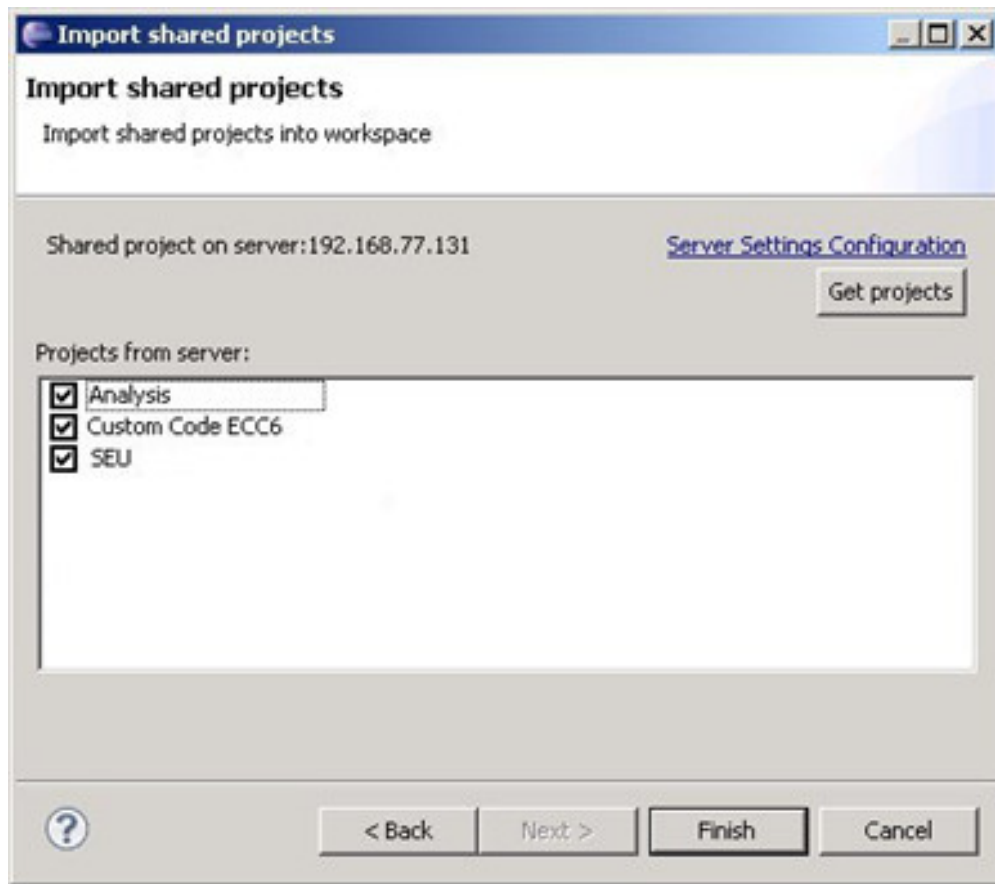 Import shared projects
Import shared projects
Import shared projects into workspace
Shared project on server:192.168.77.131
Server Settings Configuration
Get projects
Projects from server:
Analysis
Custom Code ECC6
SEU
?
< Back
Next >
Finish
Cancel